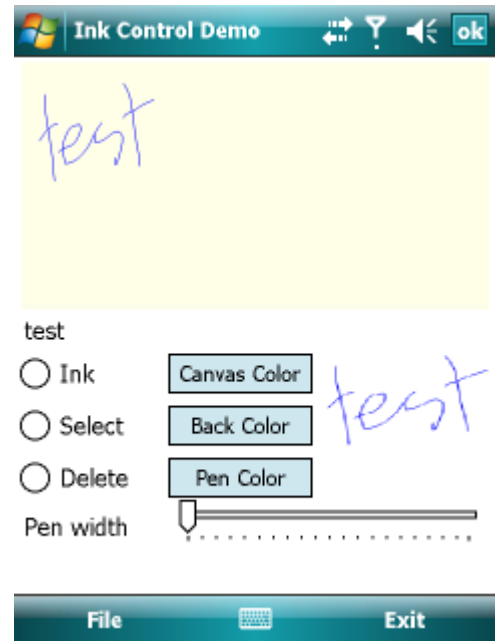 Ink Control Demo ok
test
test
Ink Canvas Color
test
Select Back Color
Delete Pen Color
Pen width
File Exit